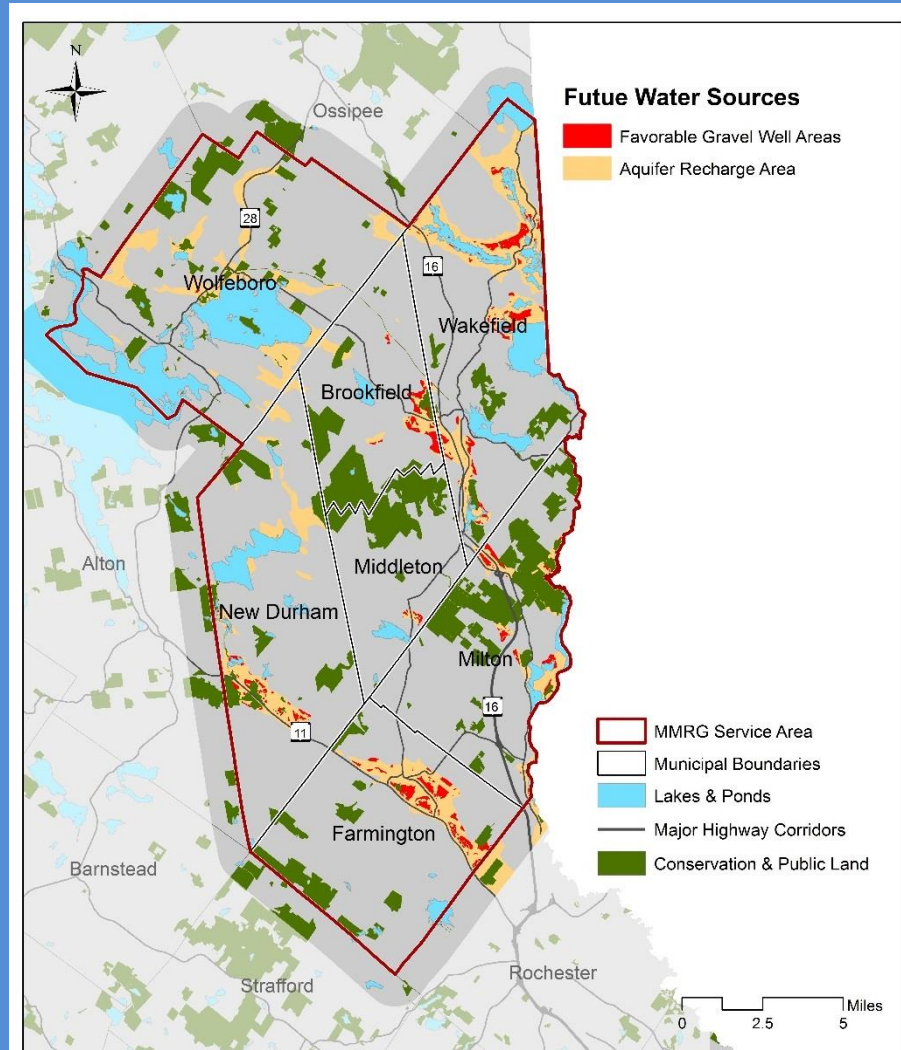 N
Ossipee
Futue Water Sources
Favorable Gravel Well Areas
Aquifer Recharge Area
28
16
Wolfeboro
Wakefield
Brookfield
Alton
Middleton
New Durham
Milton
16
11
MMRG Service Area
Municipal Boundaries
Lakes & Ponds
Major Highway Corridors
Conservation & Public Land
Farmington
Barnstead
Strafford
Rochester
Miles
0 2.5 5